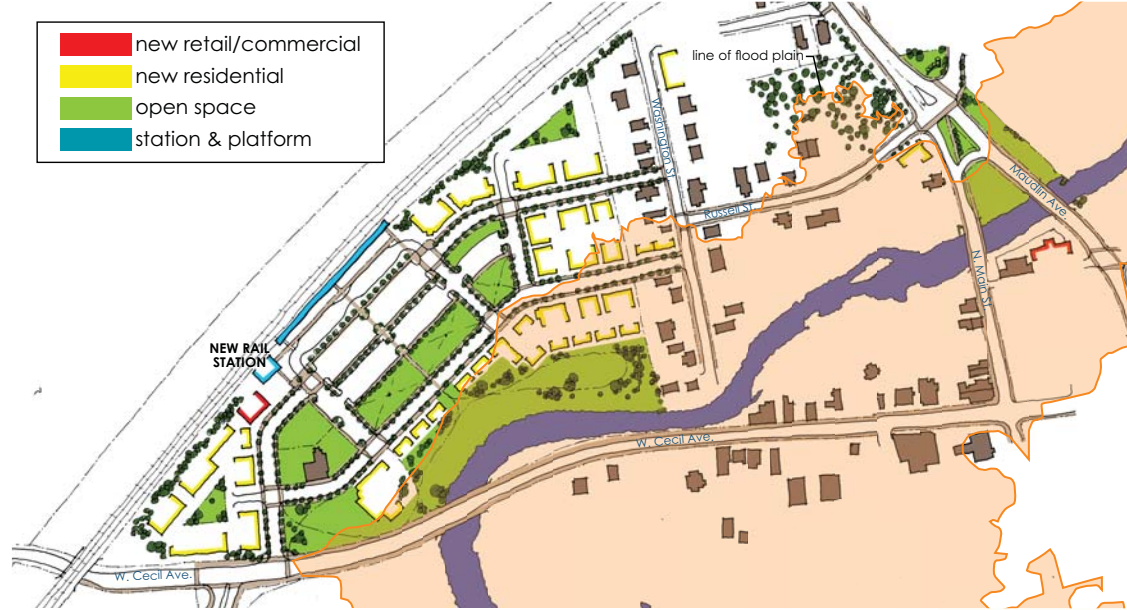 new retail/commercial
new residential
open space
station & platform
line of flood plain
Washington St.
Russell St.
Maudlin Ave.
N. Main St.
NEW RAIL
STATION
W. Cecil Ave.
W. Cecil Ave.